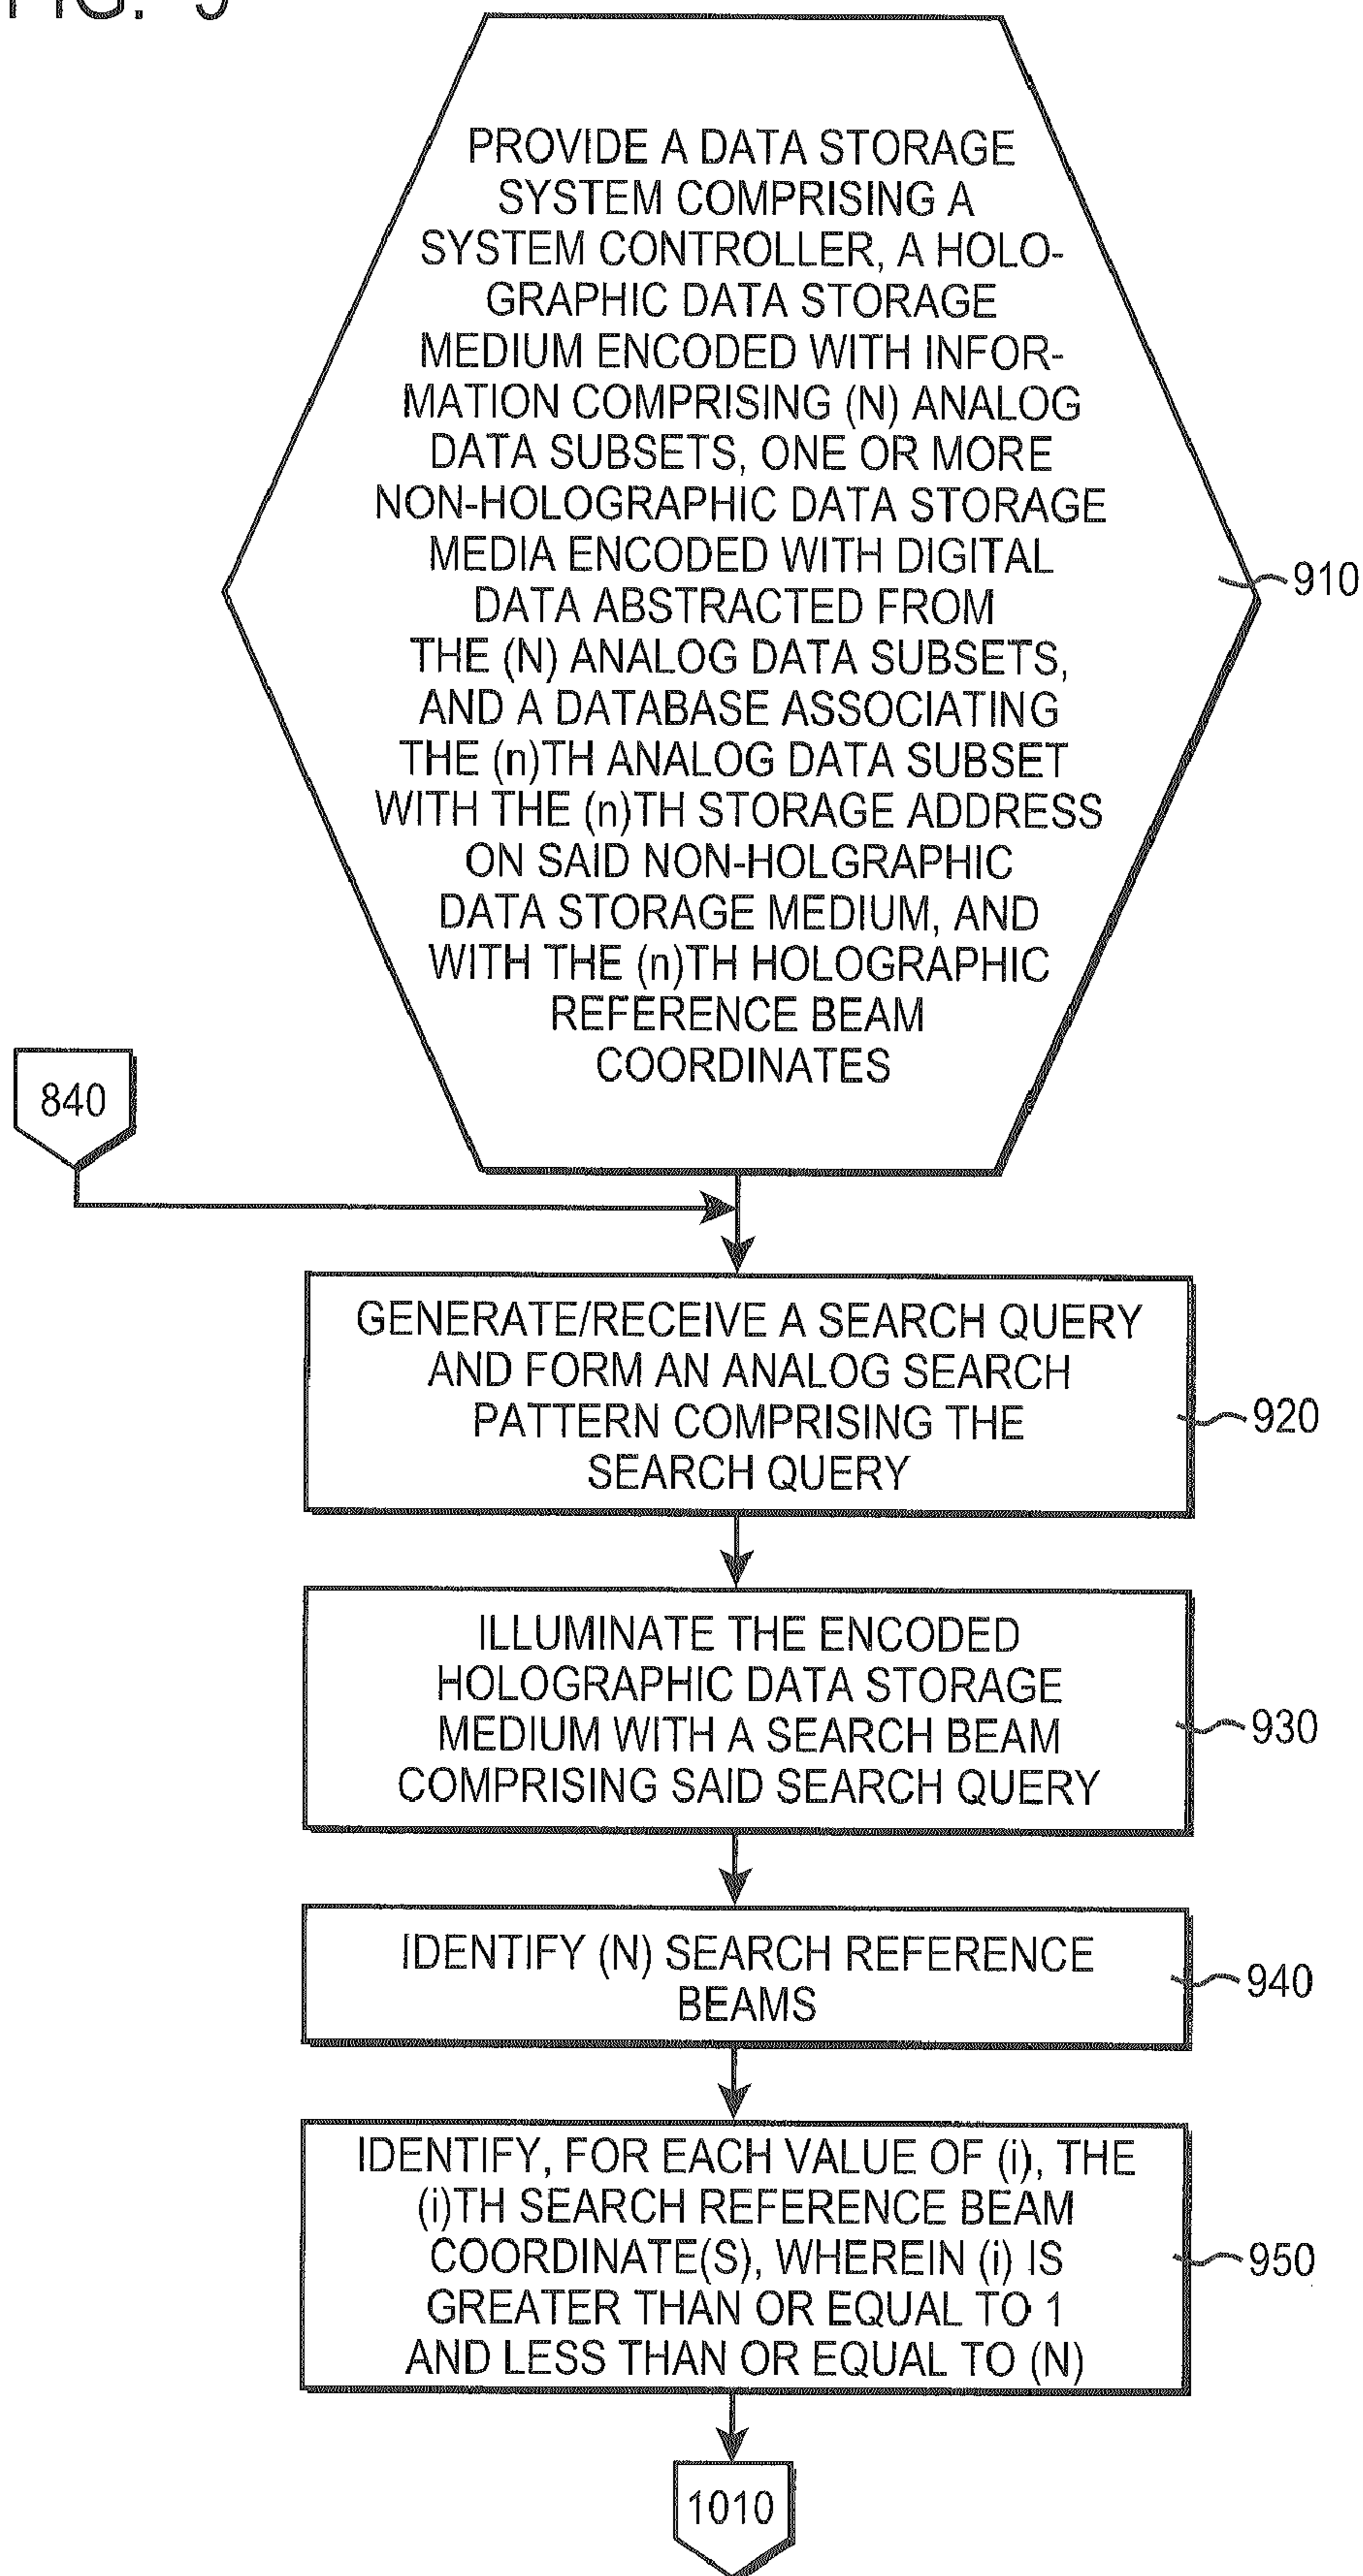 FIG. 9
PROVIDE A DATA STORAGE
SYSTEM COMPRISING A
SYSTEM CONTROLLER, A HOLO-
GRAPHIC DATA STORAGE
MEDIUM ENCODED WITH INFOR-
MATION COMPRISING (N) ANALOG
DATA SUBSETS, ONE OR MORE
NON-HOLOGRAPHIC DATA STORAGE
MEDIA ENCODED WITH DIGITAL
DATA ABSTRACTED FROM
THE (N) ANALOG DATA SUBSETS,
AND A DATABASE ASSOCIATING
THE (n)TH ANALOG DATA SUBSET
WITH THE (n)TH STORAGE ADDRESS
ON SAID NON-HOLGRAPHIC
DATA STORAGE MEDIUM, AND
WITH THE (n)TH HOLOGRAPHIC
REFERENCE BEAM
COORDINATES
910
840
GENERATE/RECEIVE A SEARCH QUERY
AND FORM AN ANALOG SEARCH
PATTERN COMPRISING THE
SEARCH QUERY
920
ILLUMINATE THE ENCODED
HOLOGRAPHIC DATA STORAGE
MEDIUM WITH A SEARCH BEAM
COMPRISING SAID SEARCH QUERY
930
IDENTIFY (N) SEARCH REFERENCE
BEAMS
940
IDENTIFY, FOR EACH VALUE OF (i), THE
(i)TH SEARCH REFERENCE BEAM
COORDINATE(S), WHEREIN (i) IS
GREATER THAN OR EQUAL TO 1
AND LESS THAN OR EQUAL TO (N)
950
1010